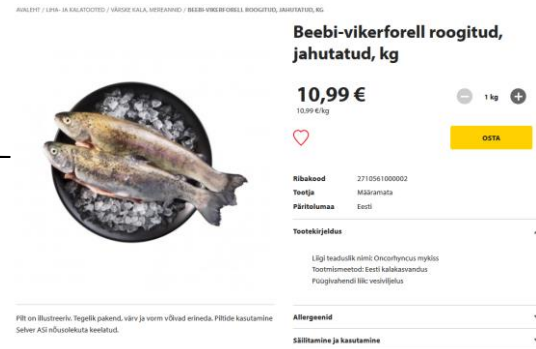 AVALEHT / LIHA- JA KALATOOTED / VÄRSKE KALA, MEREANNID / BEEBI-VIKERFORELL ROOGITUD, JAHUTATUD, KG
Beebi-vikerforell roogitud,
jahutatud, kg
10,99 €
1 kg
10,99 €/kg
OSTA
Ribakood 2710561000002
Tootja Määramata
Päritolumaa Eesti
Tootekirjeldus
Liigi teaduslik nimi: Oncorhyncus mykiss
Tootmismeetod: Eesti kalakasvandus
Püügivahendi liik: vesiviljelus
Pilt on illustreeriv. Tegelik pakend, värv ja vorm võivad erineda. Piltide kasutamine
Selver ASi nõusolekuta keelatud.
Allergeenid
Säilitamine ja kasutamine